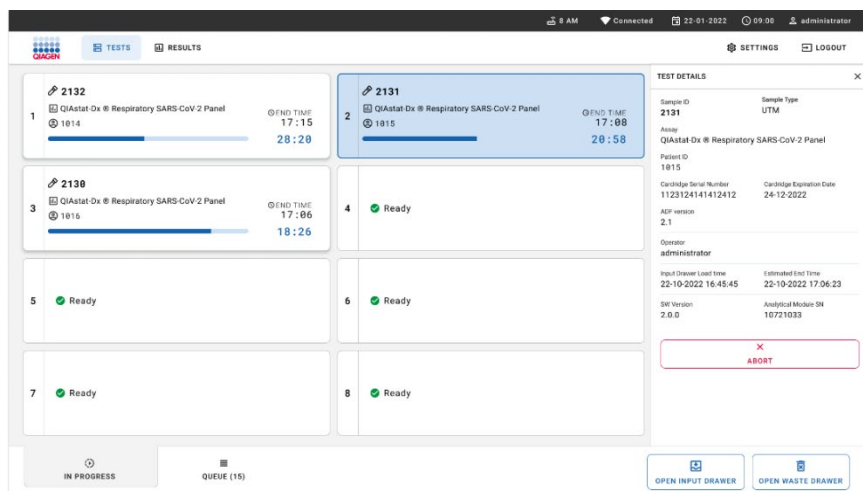 8 AM Connected 22-01-2022 09:00 administrator
QIAGEN TESTS RESULTS SETTINGS LOGOUT
1
2132
QIAstat-Dx ® Respiratory SARS-CoV-2 Panel
1014
END TIME
17:15
28:20
2
2131
QIAstat-Dx ® Respiratory SARS-CoV-2 Panel
1015
END TIME
17:08
20:58
3
2130
QIAstat-Dx ® Respiratory SARS-CoV-2 Panel
1016
END TIME
17:06
18:26
4 Ready
5 Ready
6 Ready
7 Ready
8 Ready
TEST DETAILS
Sample ID
2131
Sample Type
UTM
Assay
QIAstat-Dx ® Respiratory SARS-CoV-2 Panel
Patient ID
1015
Cardridge Serial Number
1123124141412412
Cardridge Expiration Date
24-12-2022
ADF version
2.1
Operator
administrator
Input Drawer Load time
22-10-2022 16:45:45
Estimated End Time
22-10-2022 17:06:23
SW Version
2.0.0
Analytical Module SN
10721033
ABORT
IN PROGRESS
QUEUE (15)
OPEN INPUT DRAWER
OPEN WASTE DRAWER